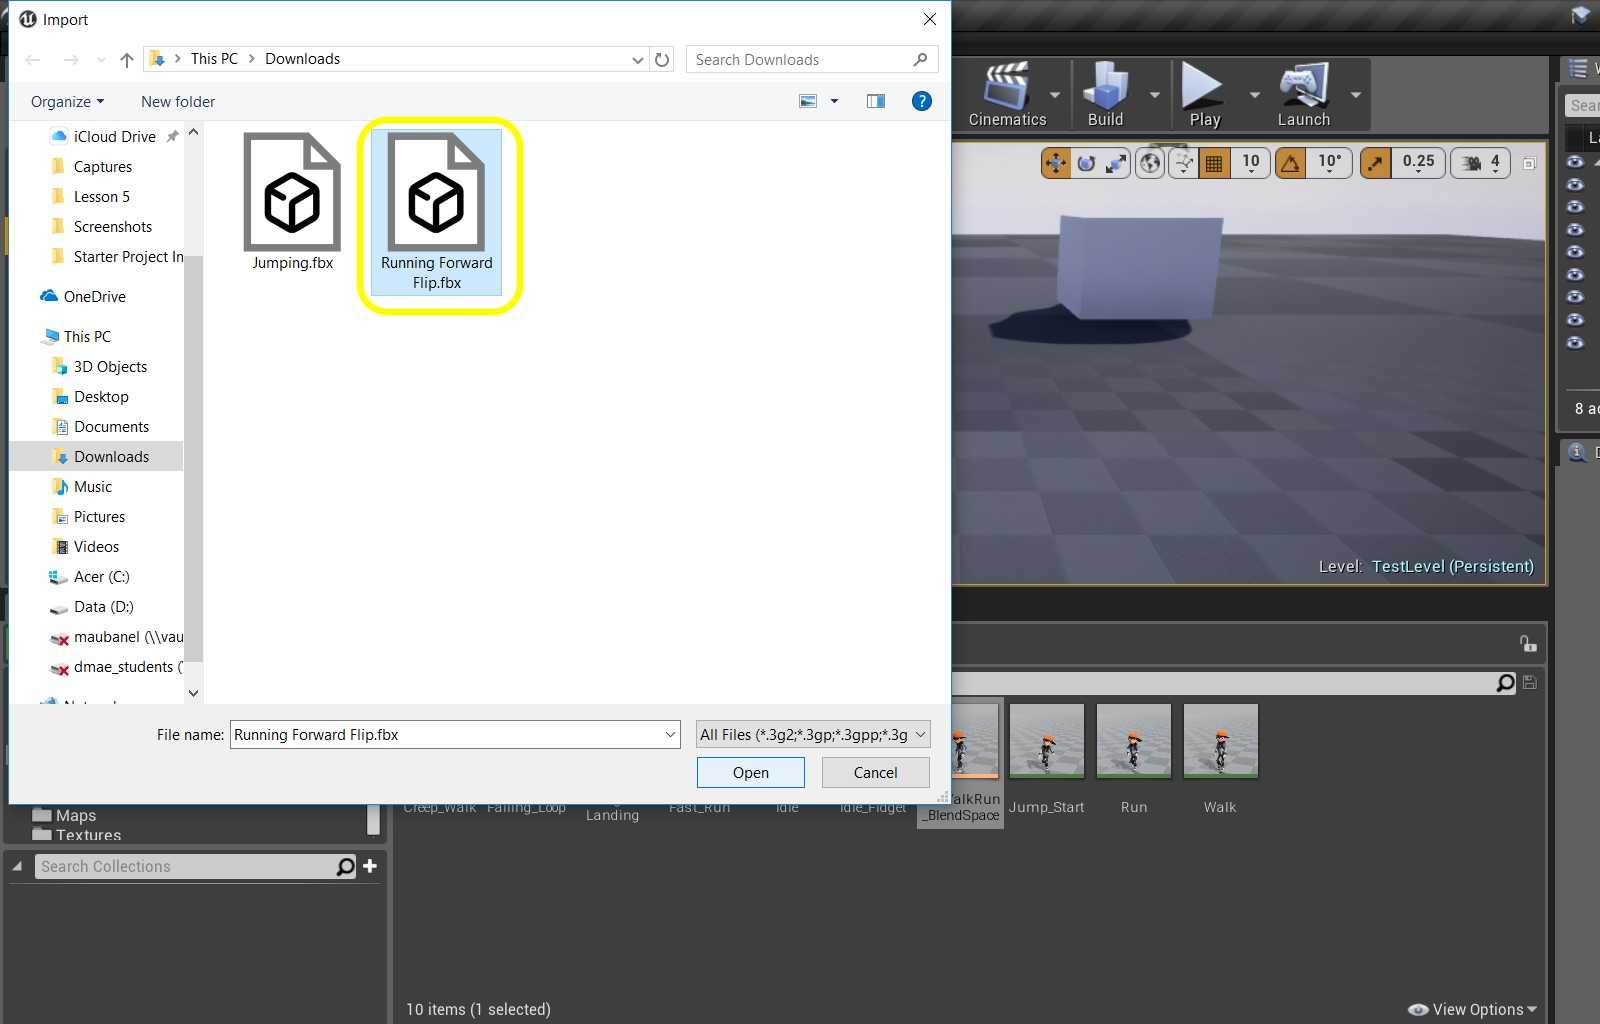 Import
This PC
Downloads
Search Downloads
Organize
New folder
iCloud Drive
Captures
Lesson 5
Screenshots
Starter Project In
OneDrive
This PC
3D Objects
Desktop
Documents
Downloads
Music
Pictures
Videos
Acer (C:)
Data (D:)
maubanel (\\vau
dmae_students (
Jumping.fbx
Running Forward
Flip.fbx
File name:
Running Forward Flip.fbx
All Files (*.3g2;*.3gp;*.3gpp;*.3g
Open
Cancel
Cinematics
Build
Play
Launch
10
10°
0.25
4
Level: TestLevel (Persistent)
Sear
8 ac
Maps
Textures
Search Collections
Creep_Walk
Falling_Loop
Landing
Fast_Run
Idle
Idle_Fidget
alkRun
_BlendSpace
Jump_Start
Run
Walk
10 items (1 selected)
View Options